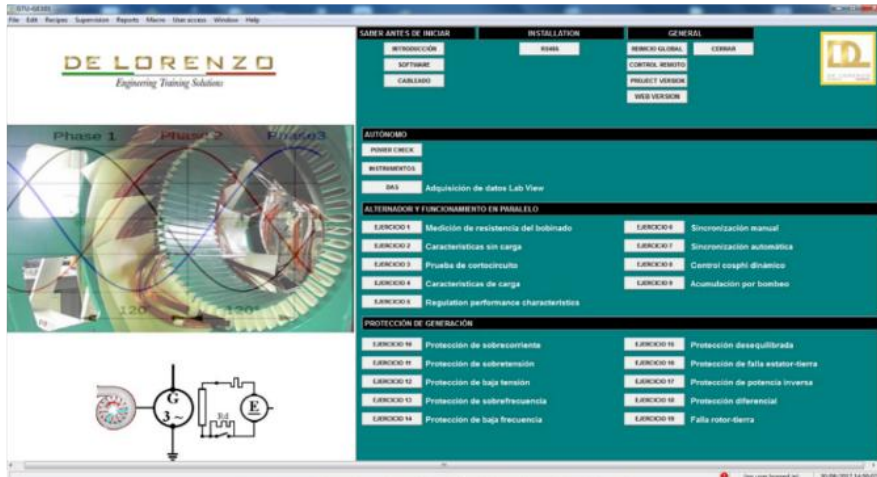 GTU-GE101
File Edit Recipes Supervision Reports Macro User access Window Help
DE LORENZO
Engineering Training Solutions
SABER ANTES DE INICIAR
INTRODUCCIÓN
SOFTWARE
CABLEADO
INSTALLATION
RS485
GENERAL
REINICIO GLOBAL
CERRAR
CONTROL REMOTO
PROJECT VERSION
WEB VERSION
DL
DE LORENZO
Phase 1 Phase 2 Phase3
120° 120°
AUTÓNOMO
POWER CHECK
INSTRUMENTOS
DAS Adquisición de datos Lab View
ALTERNADOR Y FUNCIONAMIENTO EN PARALELO
EJERCICIO 1 Medición de resistencia del bobinado
EJERCICIO 2 Características sin carga
EJERCICIO 3 Prueba de cortocircuito
EJERCICIO 4 Características de carga
EJERCICIO 5 Regulation performance characteristics
EJERCICIO 6 Sincronización manual
EJERCICIO 7 Sincronización automática
EJERCICIO 8 Control cosphi dinámico
EJERCICIO 9 Acumulación por bombeo
PROTECCIÓN DE GENERACIÓN
EJERCICIO 10 Protección de sobrecorriente
EJERCICIO 11 Protección de sobretensión
EJERCICIO 12 Protección de baja tensión
EJERCICIO 13 Protección de sobrefrecuencia
EJERCICIO 14 Protección de baja frecuencia
EJERCICIO 15 Protección desequilibrada
EJERCICIO 16 Protección de falla estator-tierra
EJERCICIO 17 Protección de potencia inversa
EJERCICIO 18 Protección diferencial
EJERCICIO 19 Falla rotor-tierra
G
3 ~
Rd
E